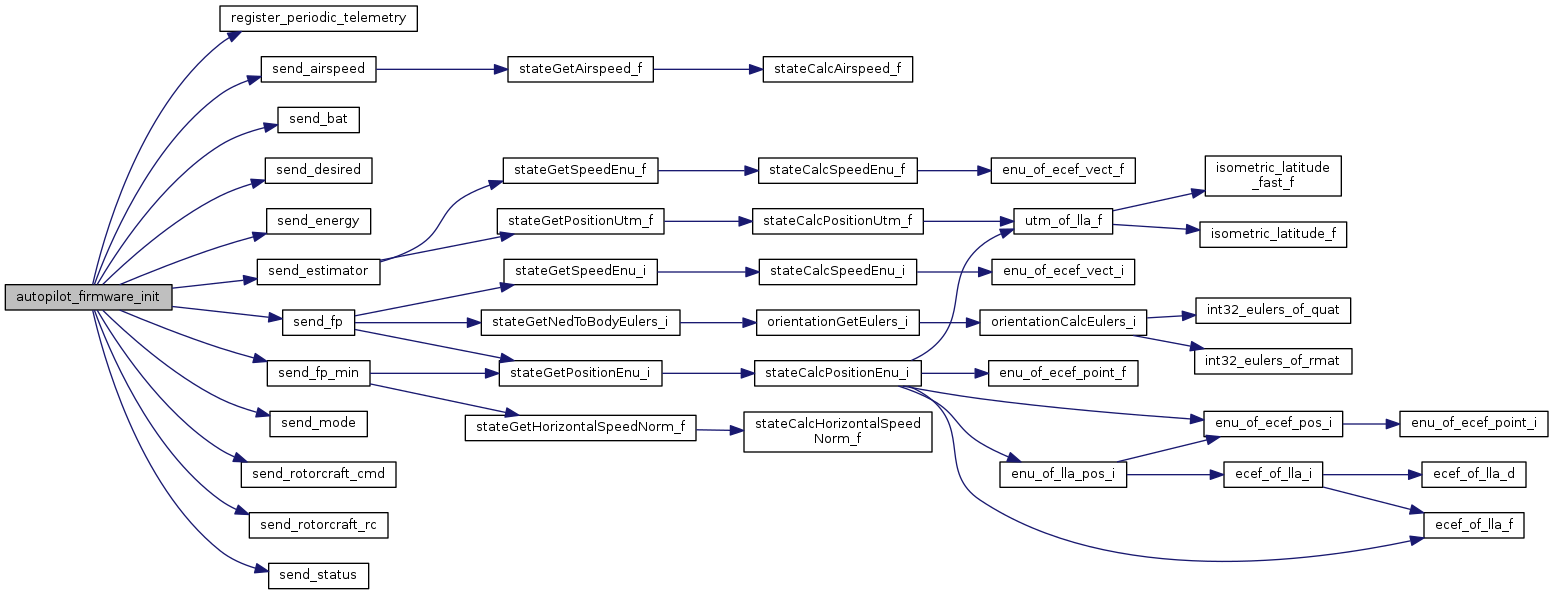 register_periodic_telemetry
send_airspeed
stateGetAirspeed_f
stateCalcAirspeed_f
send_bat
send_desired
stateGetSpeedEnu_f
stateCalcSpeedEnu_f
enu_of_ecef_vect_f
isometric_latitude
_fast_f
send_energy
stateGetPositionUtm_f
stateCalcPositionUtm_f
utm_of_lla_f
isometric_latitude_f
send_estimator
stateGetSpeedEnu_i
stateCalcSpeedEnu_i
enu_of_ecef_vect_i
autopilot_firmware_init
send_fp
stateGetNedToBodyEulers_i
orientationGetEulers_i
orientationCalcEulers_i
int32_eulers_of_quat
int32_eulers_of_rmat
send_fp_min
stateGetPositionEnu_i
stateCalcPositionEnu_i
enu_of_ecef_point_f
send_mode
stateGetHorizontalSpeedNorm_f
stateCalcHorizontalSpeed
Norm_f
enu_of_ecef_pos_i
enu_of_ecef_point_i
send_rotorcraft_cmd
enu_of_lla_pos_i
ecef_of_lla_i
ecef_of_lla_d
send_rotorcraft_rc
ecef_of_lla_f
send_status